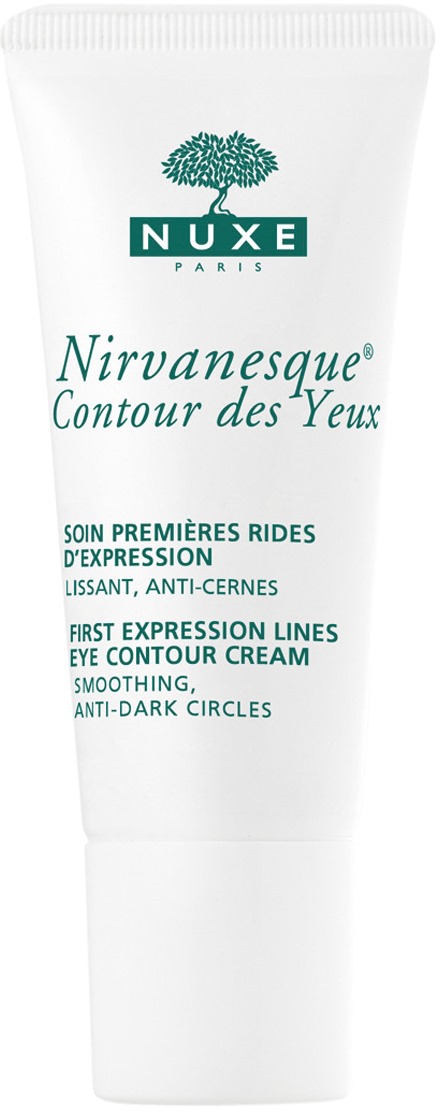 NUXE
PARIS
Nirvanesque®
Contour des Yeux
SOIN PREMIÈRES RIDES
D'EXPRESSION
LISSANT, ANTI-CERNES
FIRST EXPRESSION LINES
EYE CONTOUR CREAM
SMOOTHING,
ANTI-DARK CIRCLES